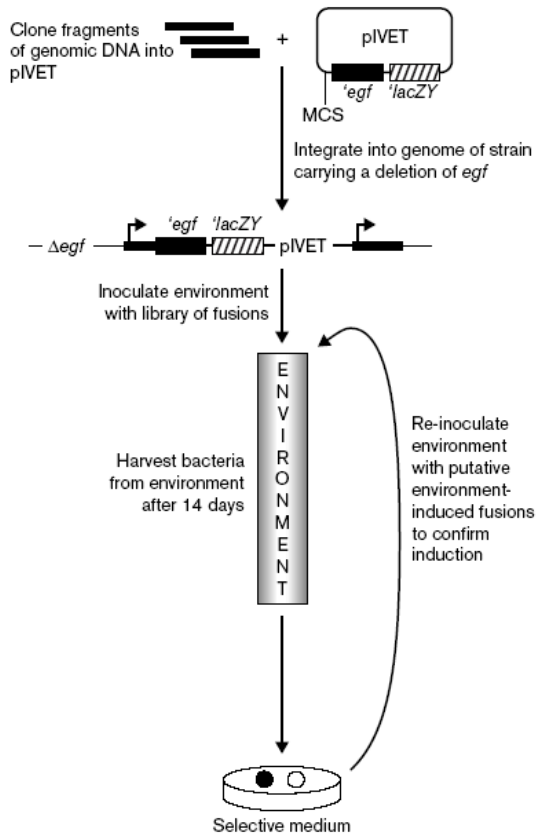 Clone fragments
of genomic DNA into
pIVET
+
pIVET
'egf
'lacZY
MCS
Integrate into genome of strain
carrying a deletion of egf
'egf 'lacZY
Δegf
pIVET
Inoculate environment
with library of fusions
ENVIRONMENT
Harvest bacteria
from environment
after 14 days
Re-inoculate
environment
with putative
environment-
induced fusions
to confirm
induction
Selective medium